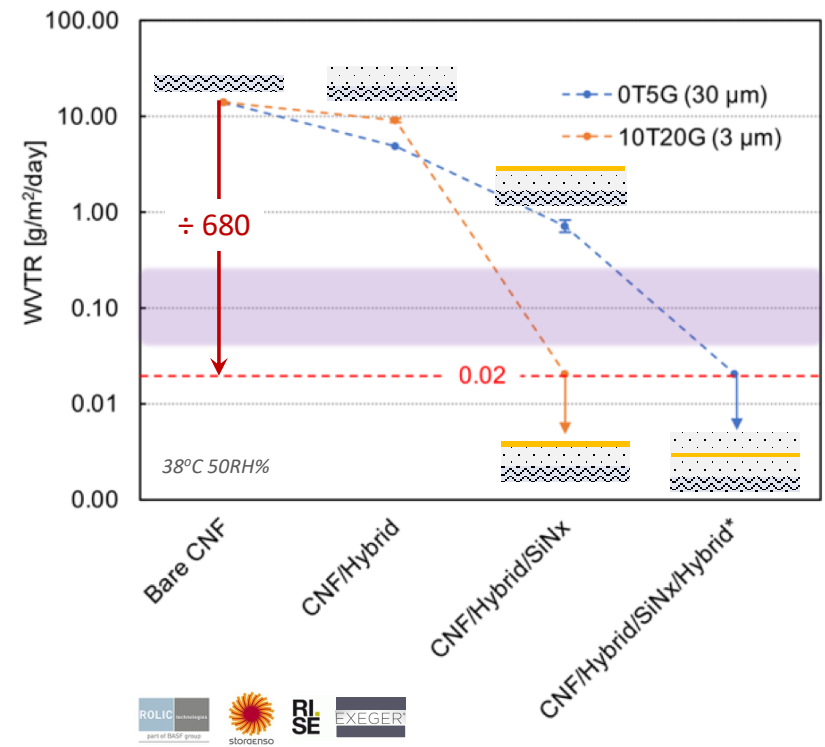 100.00
10.00
1.00
0.10
0.01
0.00
WVTR [g/m²/day]
0T5G (30 µm)
10T20G (3 µm)
÷ 680
0.02
38ºC 50RH%
Bare CNF
CNF/Hybrid
CNF/Hybrid/SiNx
CNF/Hybrid/SiNx/Hybrid*
ROLIC technologies
part of BASF group
storaenso
RI.
SE
EXEGER